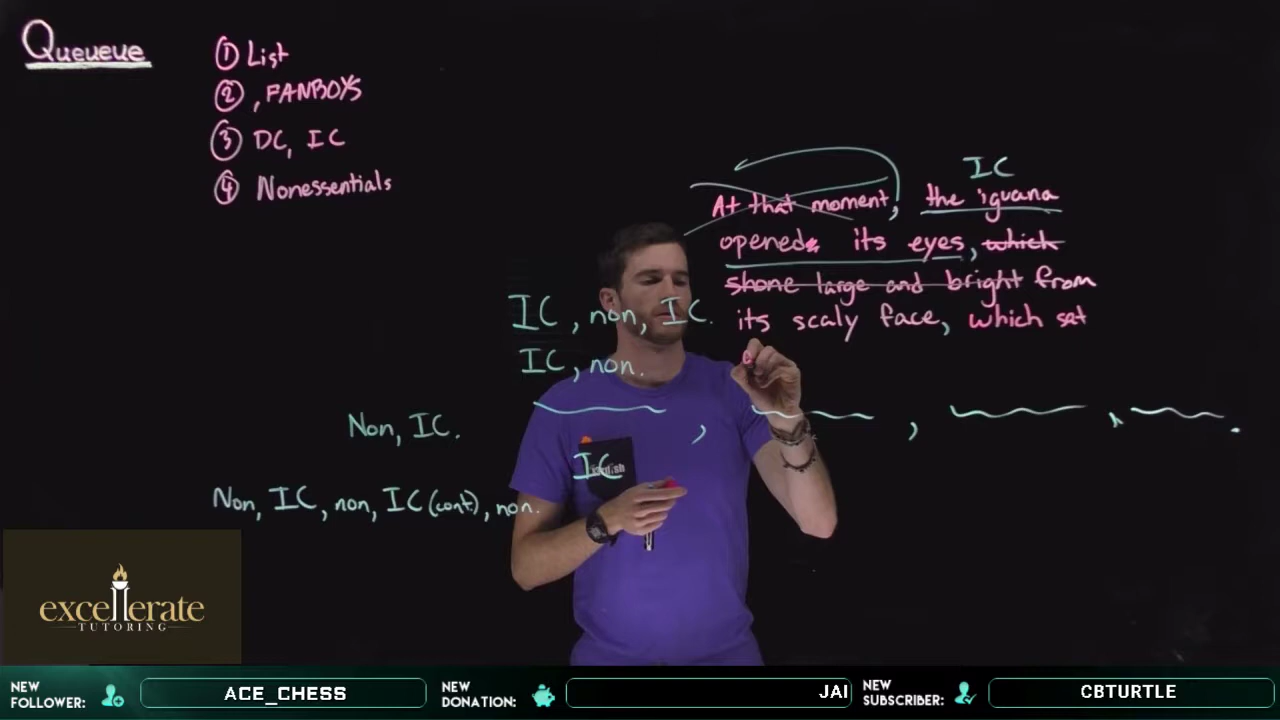 Queueue
① List
② , FANBOYS
③ DC, IC
④ Nonessentials
IC
At that moment, the iguana
opened its eyes, which
shone large and bright from
its scaly face, which sat
IC, non, IC.
IC, non.
, , , .
Non, IC.
IC
Non, IC, non, IC (cont), non.
excellerate
TUTORING
NEW FOLLOWER: ACE_CHESS
NEW DONATION: JAI
NEW SUBSCRIBER: CBTURTLE